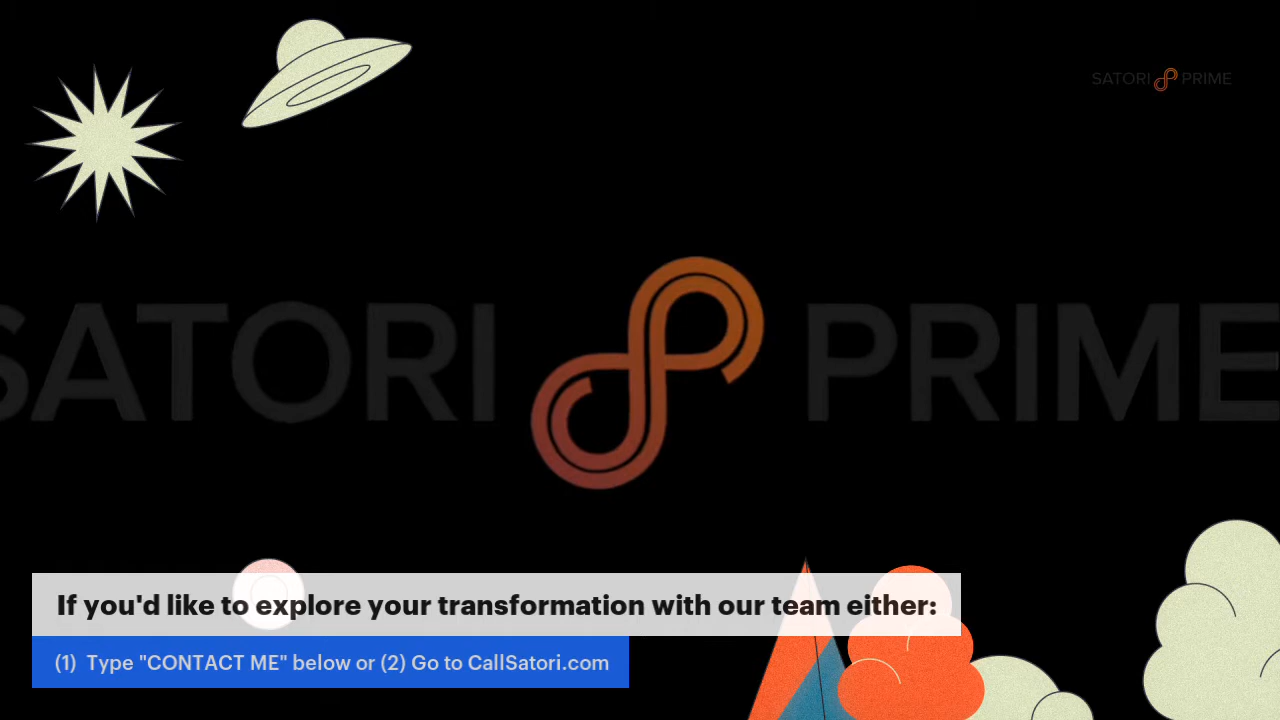 SATORI PRIME
SATORI PRIME
If you'd like to explore your transformation with our team either:
(1) Type "CONTACT ME" below or (2) Go to CallSatori.com